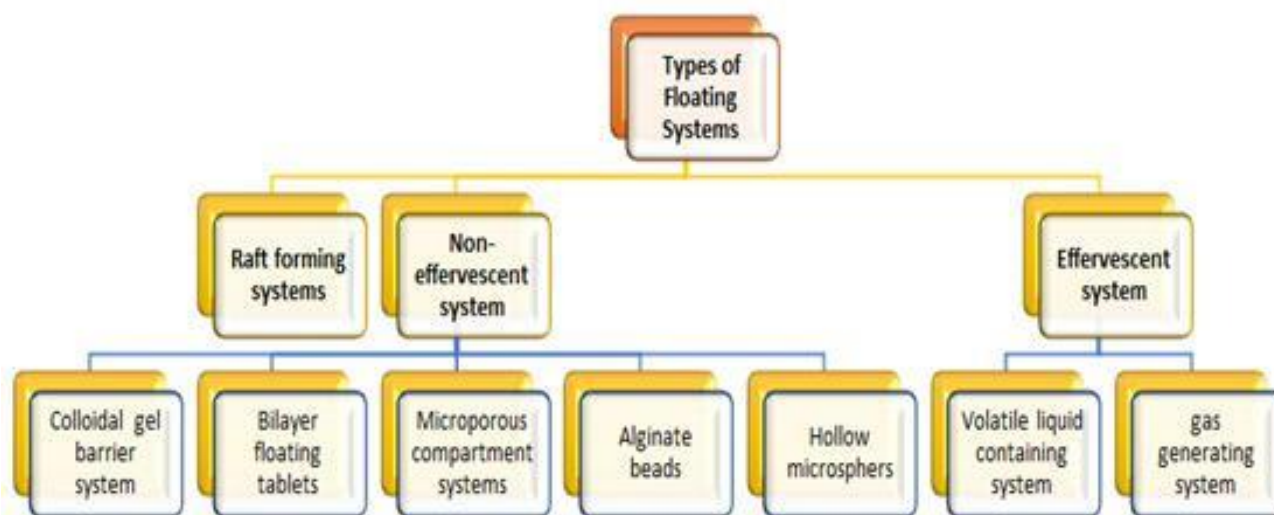 Types of
Floating
Systems
Raft forming
systems
Non-
effervescent
system
Effervescent
system
Colloidal gel
barrier
system
Bilayer
floating
tablets
Microporous
compartment
systems
Alginate
beads
Hollow
microsphers
Volatile liquid
containing
system
gas
generating
system